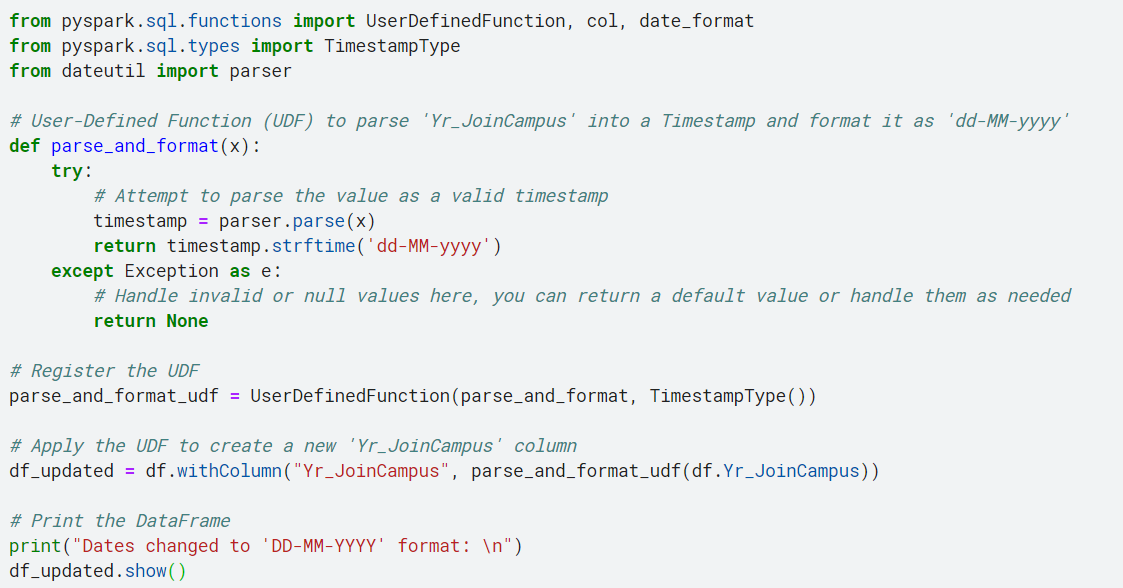 from pyspark.sql.functions import UserDefinedFunction, col, date_format
from pyspark.sql.types import TimestampType
from dateutil import parser

# User-Defined Function (UDF) to parse 'Yr_JoinCampus' into a Timestamp and format it as 'dd-MM-yyyy'
def parse_and_format(x):
    try:
        # Attempt to parse the value as a valid timestamp
        timestamp = parser.parse(x)
        return timestamp.strftime('dd-MM-yyyy')
    except Exception as e:
        # Handle invalid or null values here, you can return a default value or handle them as needed
        return None

# Register the UDF
parse_and_format_udf = UserDefinedFunction(parse_and_format, TimestampType())

# Apply the UDF to create a new 'Yr_JoinCampus' column
df_updated = df.withColumn("Yr_JoinCampus", parse_and_format_udf(df.Yr_JoinCampus))

# Print the DataFrame
print("Dates changed to 'DD-MM-YYYY' format: \n")
df_updated.show()